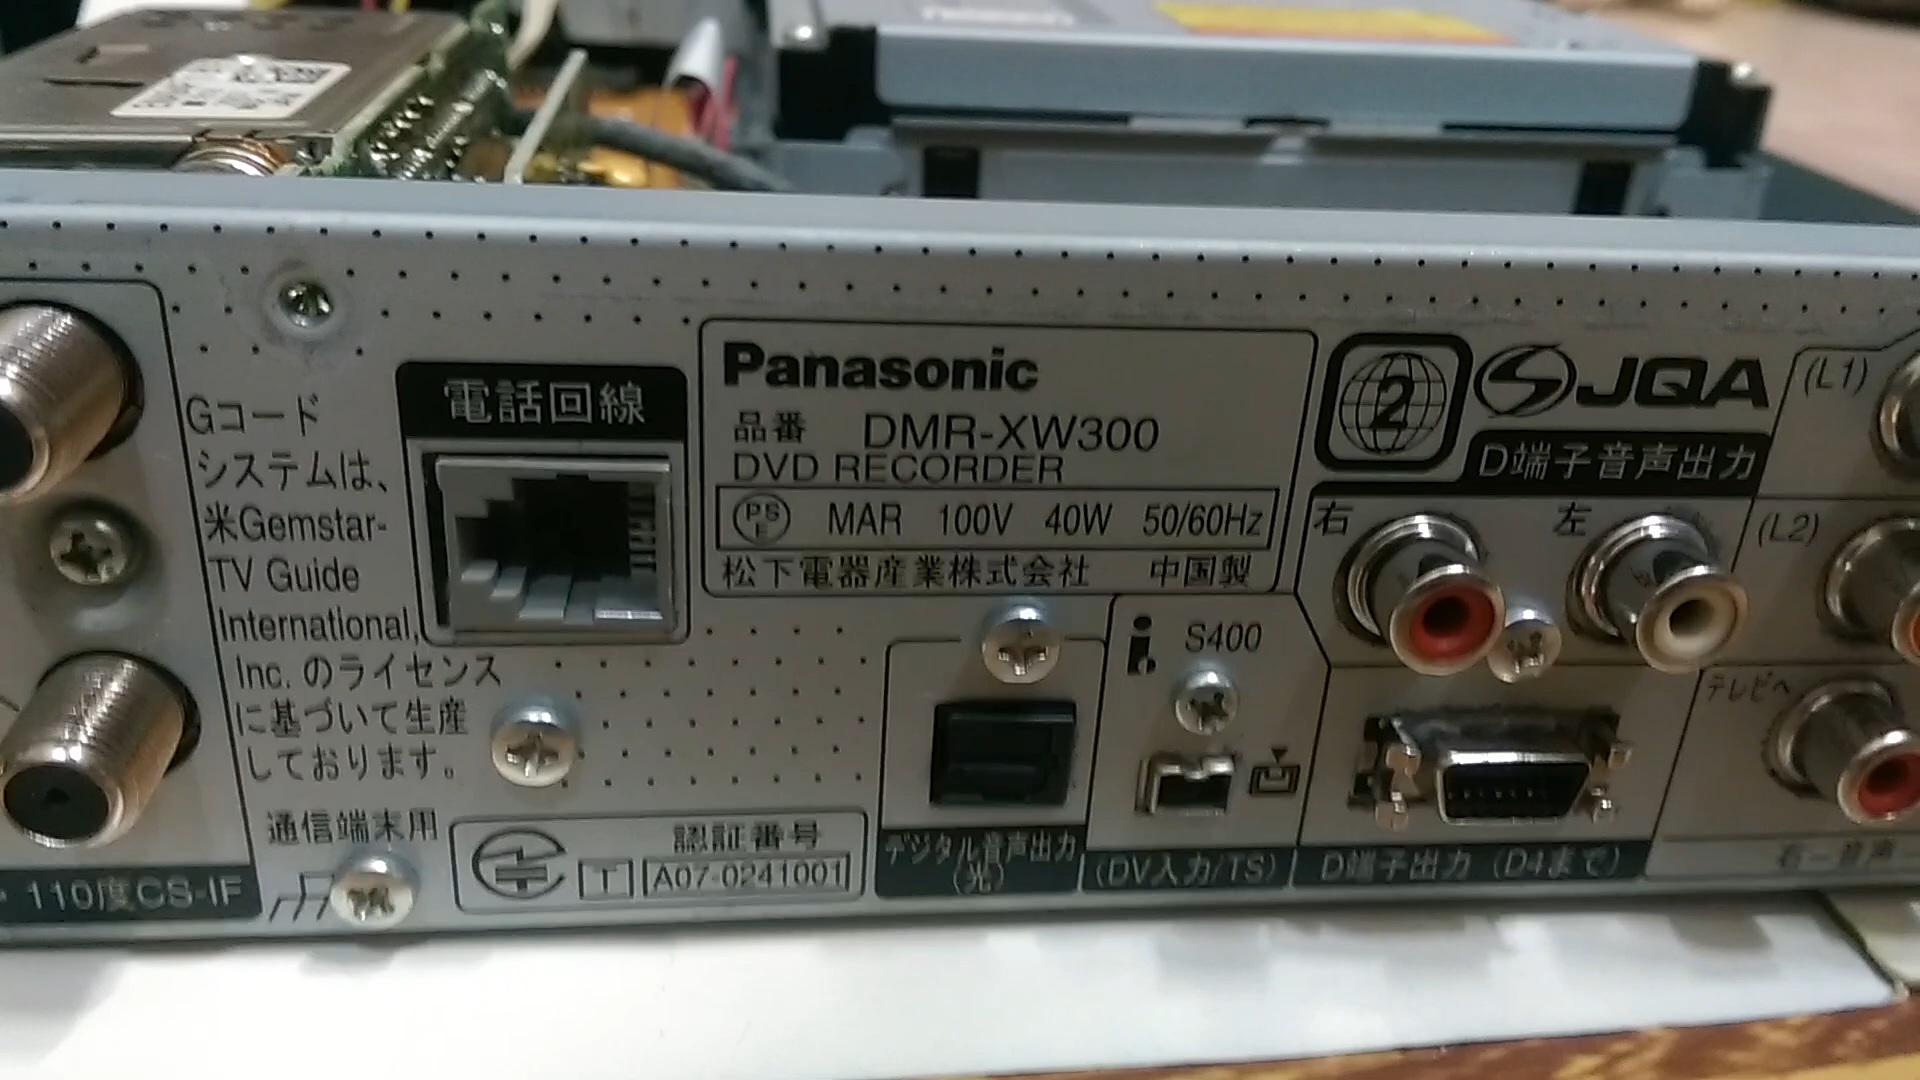 Gコード
システムは、
米Gemstar-
TV Guide
International,
Inc. のライセンス
に基づいて生産
しております。
通信端末用
110度CS-IF
電話回線
Panasonic
品番 DMR-XW300
DVD RECORDER
PSE MAR 100V 40W 50/60Hz
松下電器産業株式会社 中国製
認証番号
T A07-0241001
デジタル音声出力
(光)
i S400
(DV入力/TS)
2 JQA
D端子音声出力
右 左
D端子出力 (D4まで)
(L1)
(L2)
テレビへ
右-音声-